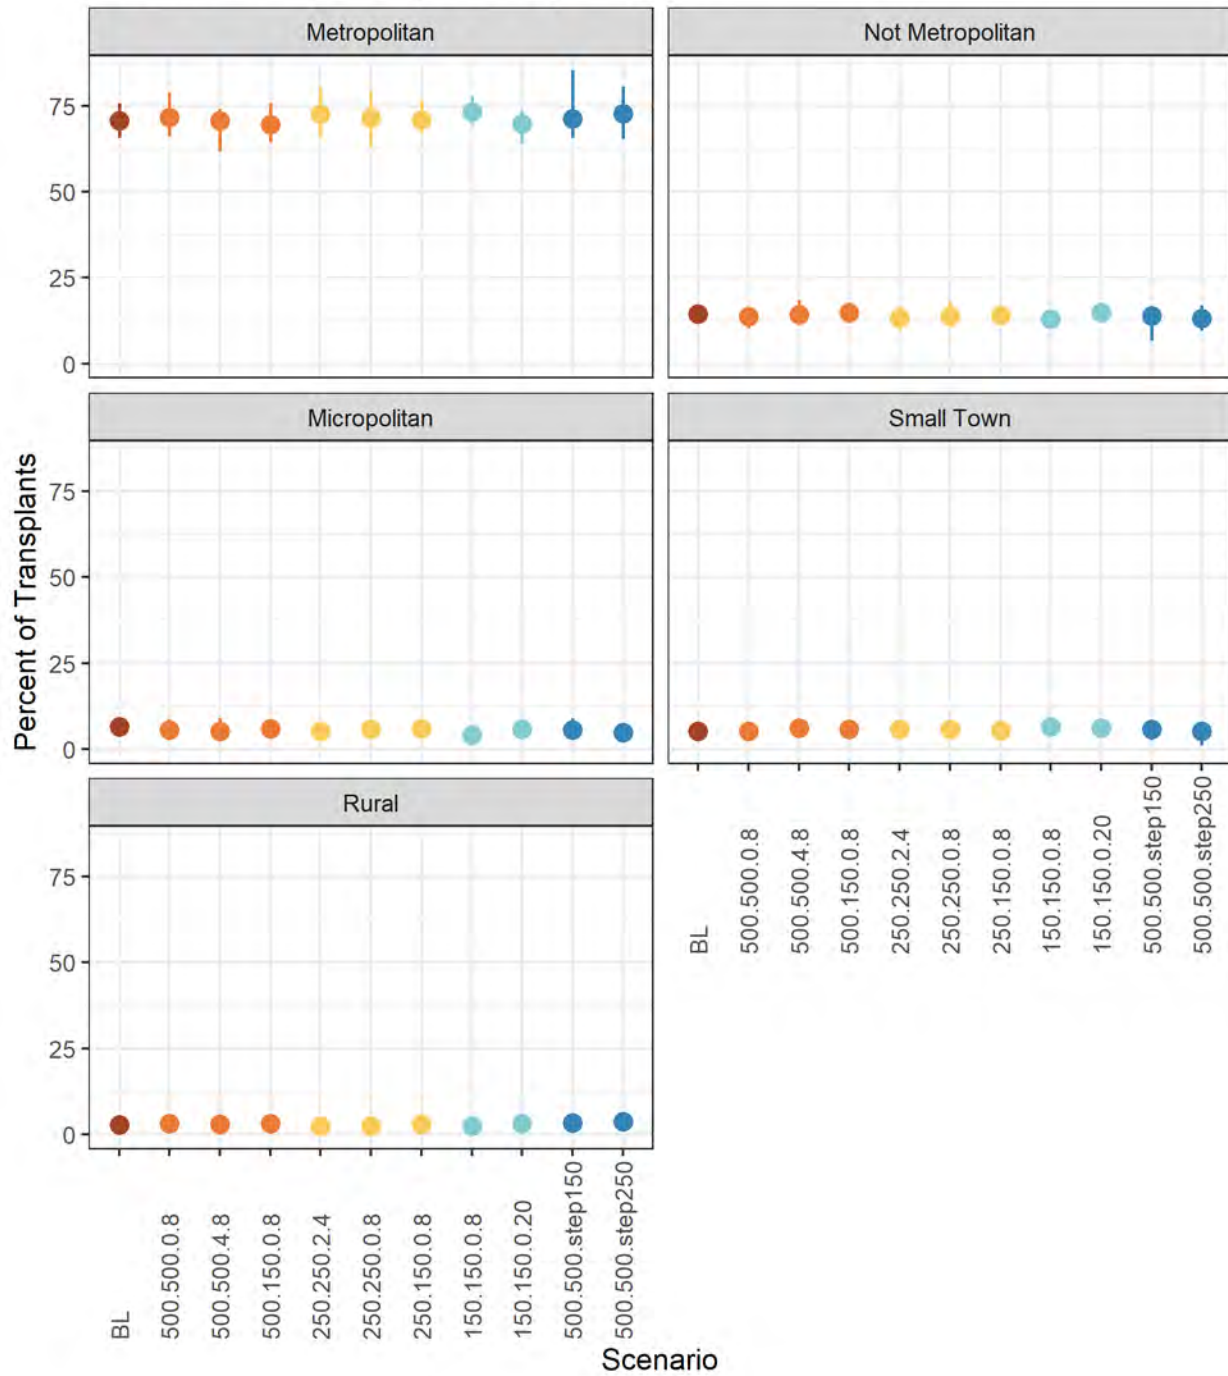 Metropolitan
Not Metropolitan
75
50
25
0
Micropolitan
Small Town
75
50
25
0
Rural
75
50
25
0
Percent of Transplants
BL
500.500.0.8
500.500.4.8
500.150.0.8
250.250.2.4
250.250.0.8
250.150.0.8
150.150.0.8
150.150.0.20
500.500.step150
500.500.step250
BL
500.500.0.8
500.500.4.8
500.150.0.8
250.250.2.4
250.250.0.8
250.150.0.8
150.150.0.8
150.150.0.20
500.500.step150
500.500.step250
Scenario